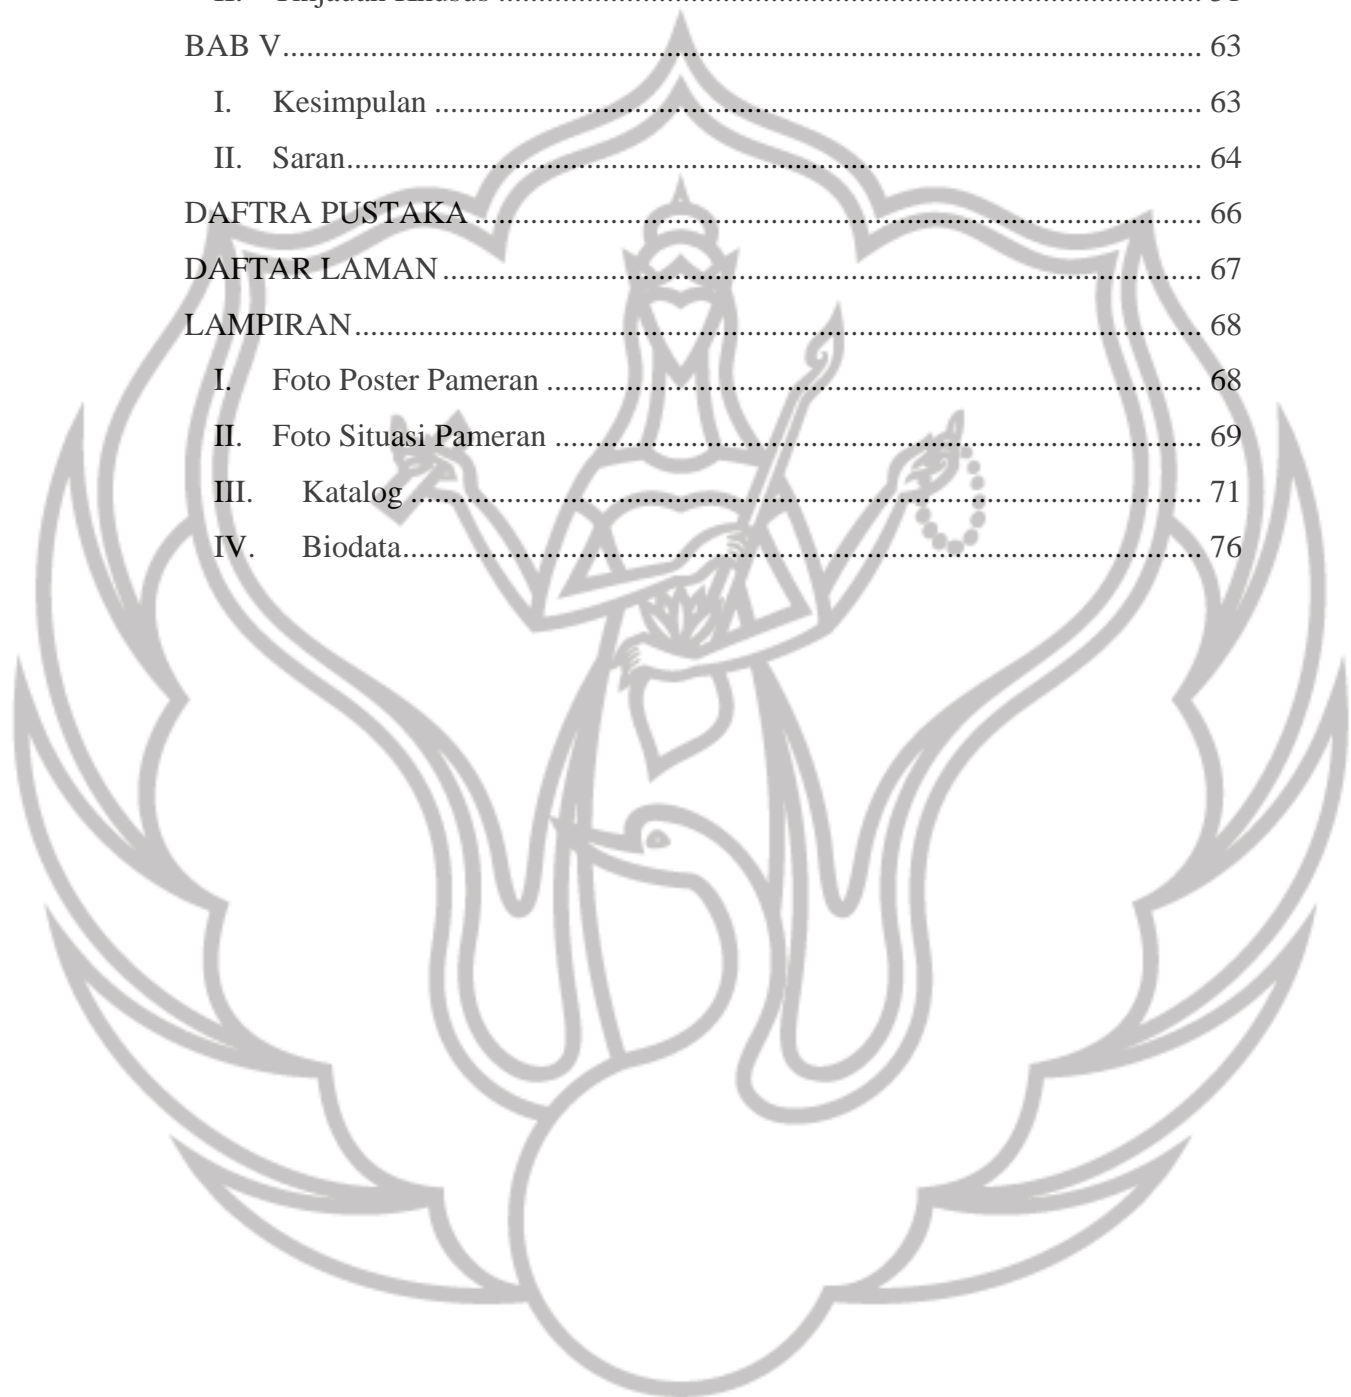 BAB V.................................................................................................................. 63
I. Kesimpulan ................................................................................................ 63
II. Saran........................................................................................................... 64
DAFTRA PUSTAKA ........................................................................................... 66
DAFTAR LAMAN ............................................................................................... 67
LAMPIRAN.......................................................................................................... 68
I. Foto Poster Pameran .................................................................................. 68
II. Foto Situasi Pameran ................................................................................. 69
III. Katalog ................................................................................................... 71
IV. Biodata.................................................................................................... 76